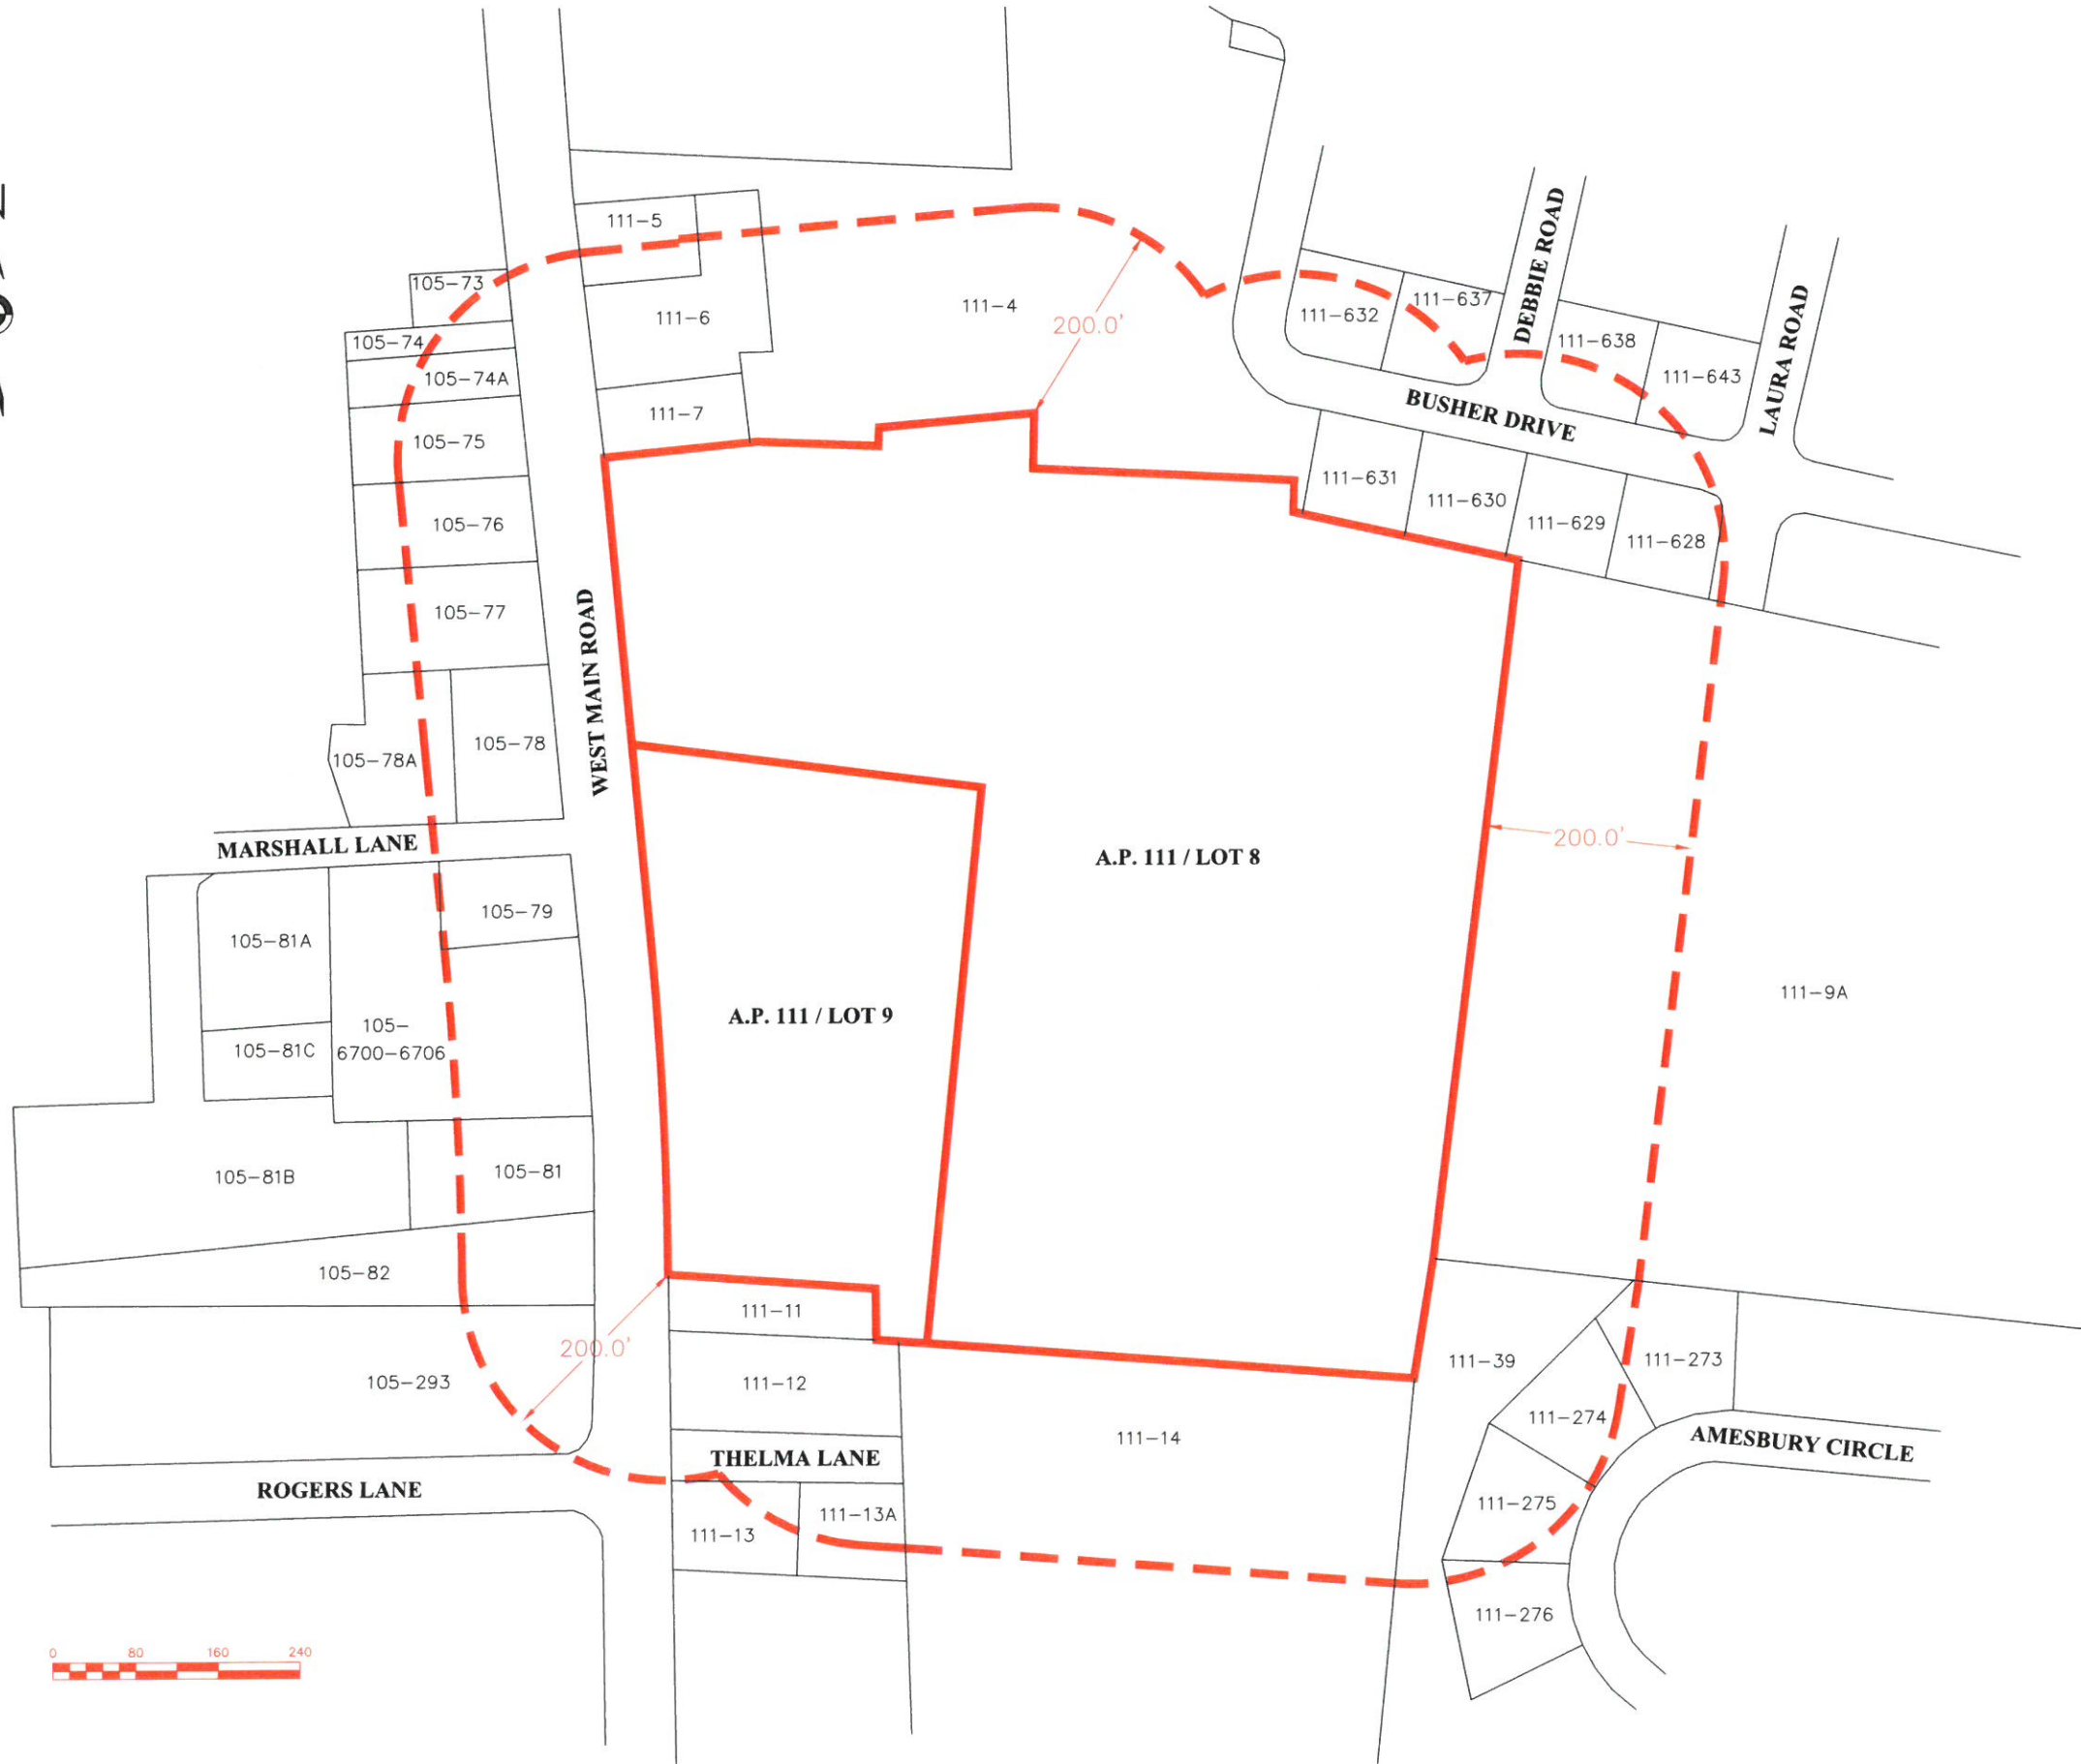 111-5
105-73
111-4
200.0'
111-632
111-637
DEBBIE ROAD
111-638
111-643
LAURA ROAD
111-6
105-74
105-74A
111-7
BUSHER DRIVE
105-75
111-631
111-630
111-629
111-628
105-76
105-77
WEST MAIN ROAD
105-78
105-78A
MARSHALL LANE
A.P. 111 / LOT 8
200.0'
105-79
105-81A
111-9A
A.P. 111 / LOT 9
105-
6700-6706
105-81C
105-81B
105-81
105-82
111-11
200.0'
105-293
111-12
111-39
111-273
111-274
111-14
AMESBURY CIRCLE
THELMA LANE
ROGERS LANE
111-275
111-13
111-13A
111-276
0 80 160 240